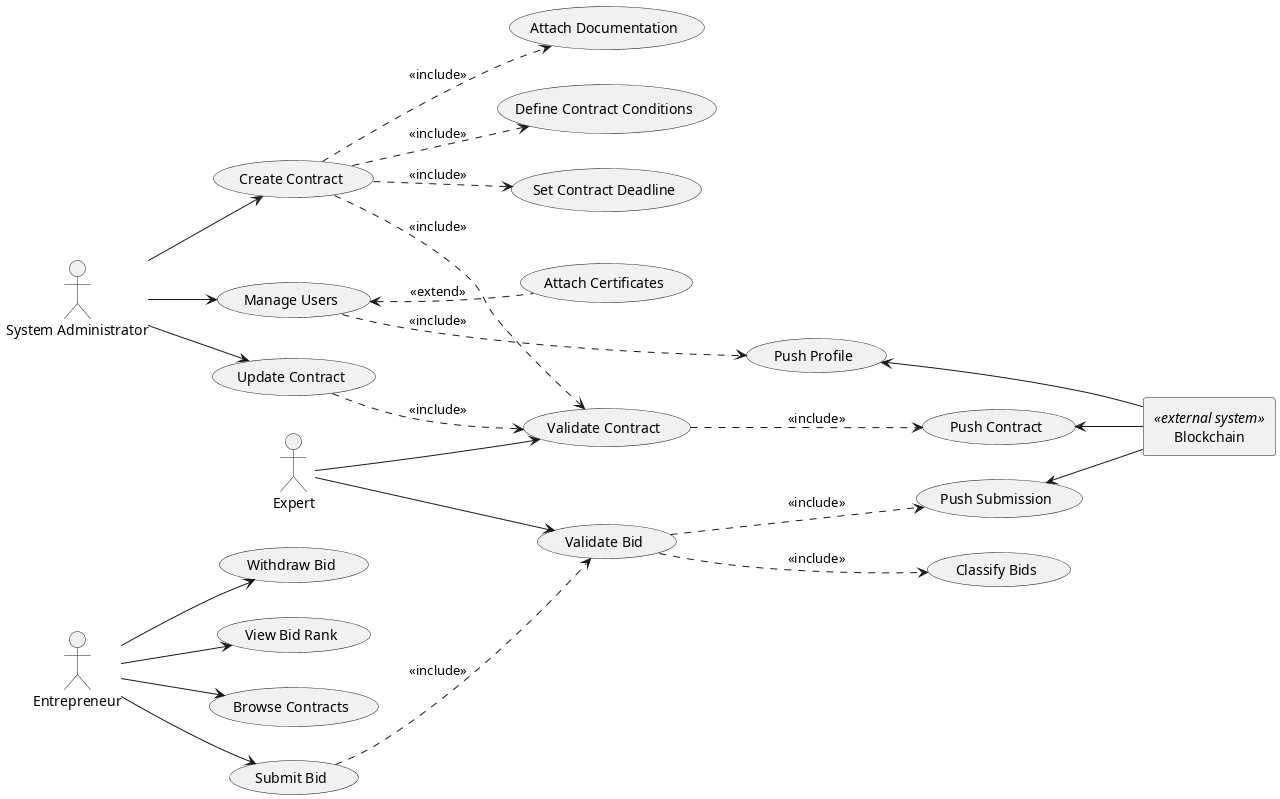 Attach Documentation
«include»
Define Contract Conditions
«include»
Create Contract
«include»
Set Contract Deadline
«include»
System Administrator
Manage Users
«extend»
Attach Certificates
«include»
Push Profile
Update Contract
«include»
Validate Contract
«include»
Push Contract
«external system»
Blockchain
Expert
Validate Bid
«include»
Push Submission
«include»
Classify Bids
Withdraw Bid
View Bid Rank
«include»
Entrepreneur
Browse Contracts
Submit Bid